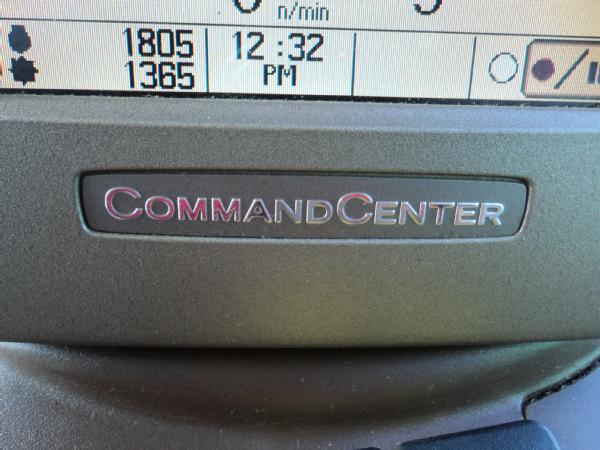 n/min
1805
12:32
1365
PM
COMMANDCENTER